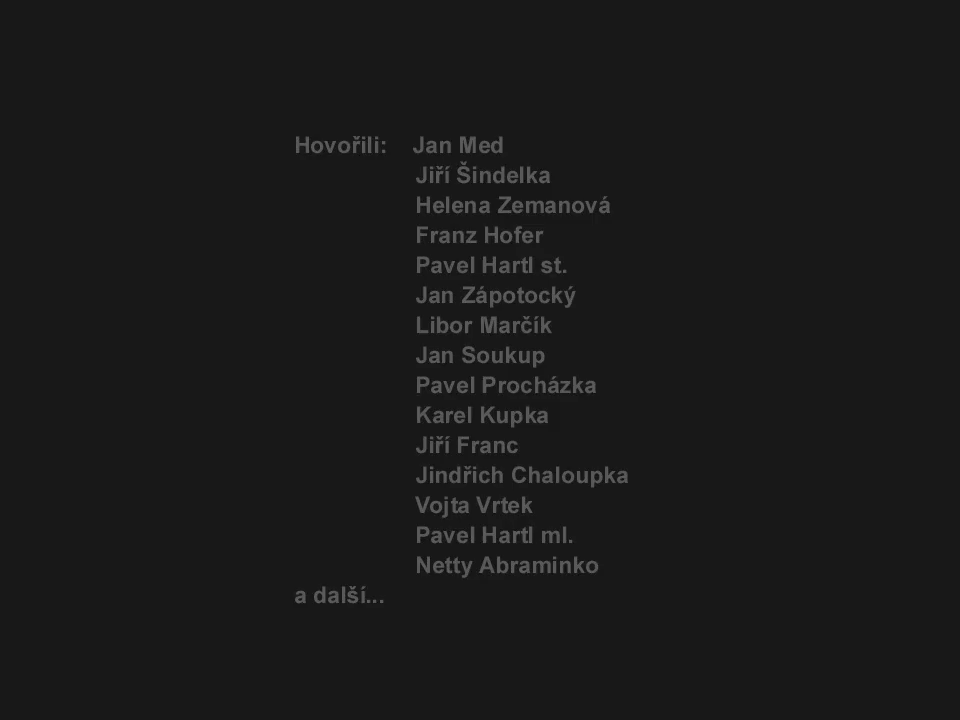 Hovořili: Jan Med
Jiří Šindelka
Helena Zemanová
Franz Hofer
Pavel Hartl st.
Jan Zápotocký
Libor Marčík
Jan Soukup
Pavel Procházka
Karel Kupka
Jiří Franc
Jindřich Chaloupka
Vojta Vrtek
Pavel Hartl ml.
Netty Abraminko
a další...